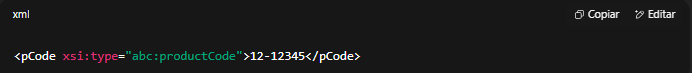 xml Copiar Editar
<pCode xsi:type="abc:productCode">12-12345</pCode>